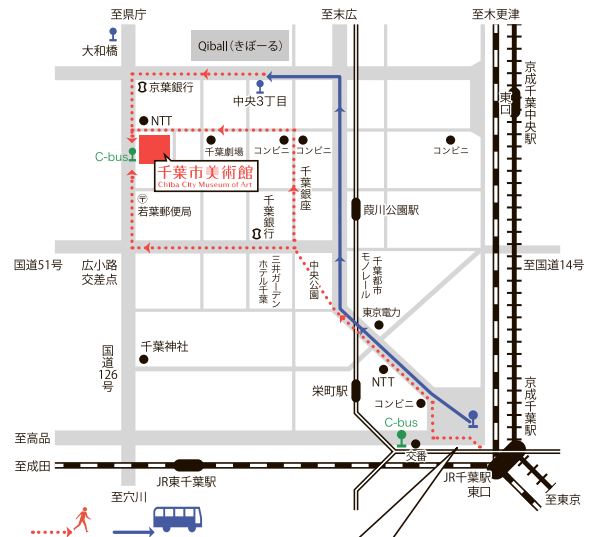 至県庁
至末広
至木更津
大和橋
Qiball（きぼーる）
京葉銀行
中央3丁目
東口
京成千葉中央駅
NTT
C-bus
千葉劇場
コンビニ
コンビニ
コンビニ
千葉市美術館
Chiba City Museum of Art
〒
若葉郵便局
千葉銀行
千葉銀座
葭川公園駅
国道51号
広小路
交差点
三井ガーデン
ホテル千葉
中央公園
千葉都市
モノレール
至国道14号
東京電力
国道126号
千葉神社
NTT
栄町駅
コンビニ
京成千葉駅
C-bus
至高品
交番
至成田
JR東千葉駅
JR千葉駅
東口
至穴川
至東京